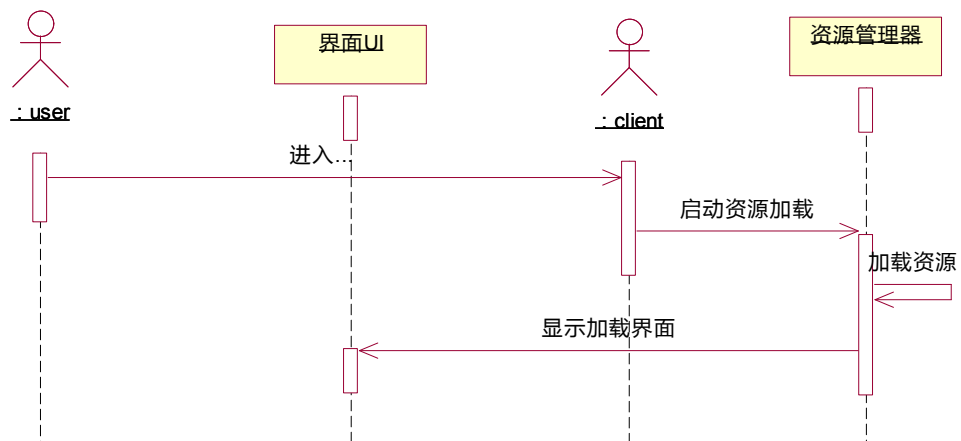 界面UI
资源管理器
: user
: client
进入...
启动资源加载
加载资源
显示加载界面